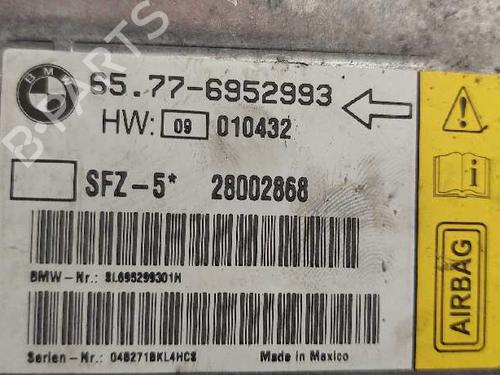 BMW
65.77-6952993
HW: 09 010432
SFZ-5* 28002868
BMW-Nr.: 8L695299301H
Serien-Nr.: 048271BKL4HC8
Made in Mexico
AIRBAG
i
B-PARTS